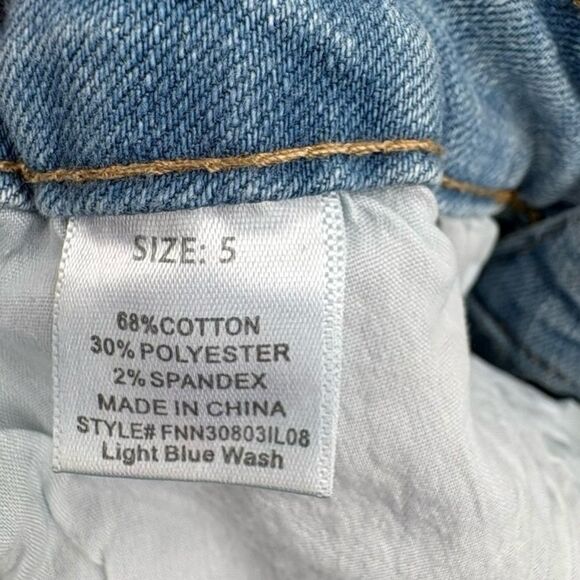 SIZE: 5
68%COTTON
30% POLYESTER
2% SPANDEX
MADE IN CHINA
STYLE# FNN30803IL08
Light Blue Wash